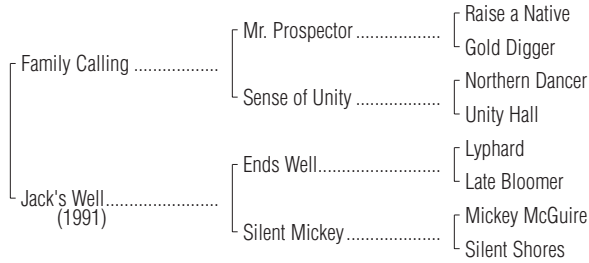 Raise a Native
Mr. Prospector ..................
Gold Digger
Family Calling ..................
Northern Dancer
Sense of Unity ..................
Unity Hall
Lyphard
Ends Well........................
Late Bloomer
Jack's Well........................
(1991)
Mickey McGuire
Silent Mickey ....................
Silent Shores